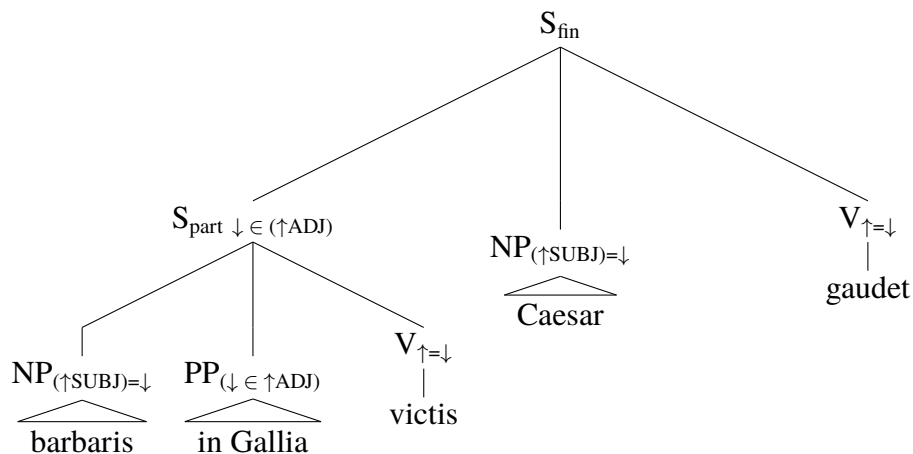 S_fin
S_part ↓ ∈ (↑ADJ)
NP_(↑SUBJ)=↓
V_↑=↓
Caesar
gaudet
NP_(↑SUBJ)=↓
PP_(↓ ∈ ↑ADJ)
V_↑=↓
barbaris
in Gallia
victis